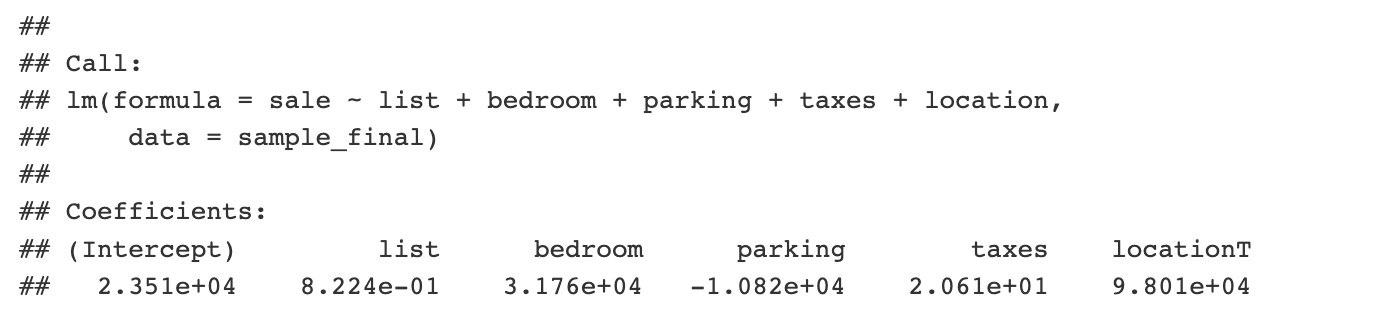 ##
## Call:
## lm(formula = sale ~ list + bedroom + parking + taxes + location,
##     data = sample_final)
##
## Coefficients:
## (Intercept)         list      bedroom      parking        taxes    locationT
##   2.351e+04    8.224e-01    3.176e+04   -1.082e+04    2.061e+01    9.801e+04